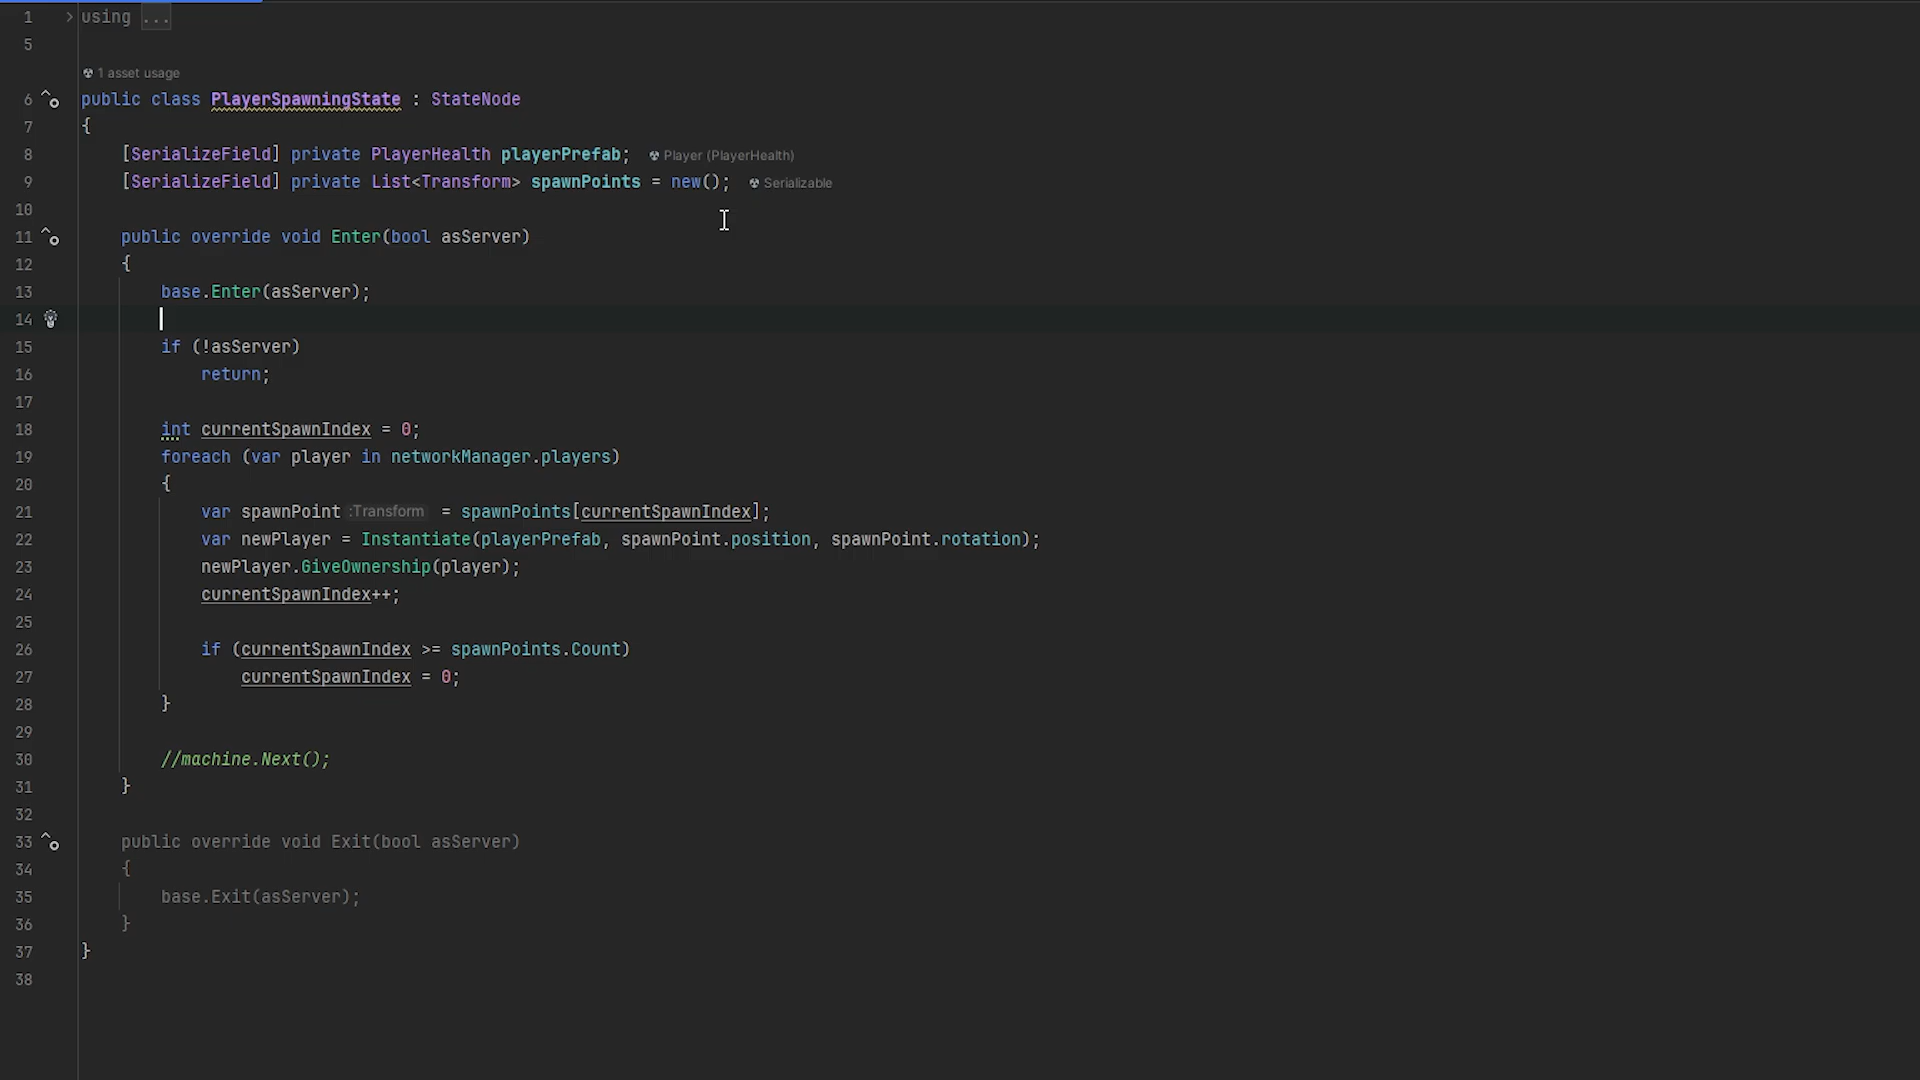 1 using ...
5
1 asset usage
6 public class PlayerSpawningState : StateNode
7 {
8 [SerializeField] private PlayerHealth playerPrefab; Player (PlayerHealth)
9 [SerializeField] private List<Transform> spawnPoints = new(); Serializable
10
11 public override void Enter(bool asServer)
12 {
13 base.Enter(asServer);
14
15 if (!asServer)
16 return;
17
18 int currentSpawnIndex = 0;
19 foreach (var player in networkManager.players)
20 {
21 var spawnPoint :Transform = spawnPoints[currentSpawnIndex];
22 var newPlayer = Instantiate(playerPrefab, spawnPoint.position, spawnPoint.rotation);
23 newPlayer.GiveOwnership(player);
24 currentSpawnIndex++;
25
26 if (currentSpawnIndex >= spawnPoints.Count)
27 currentSpawnIndex = 0;
28 }
29
30 //machine.Next();
31 }
32
33 public override void Exit(bool asServer)
34 {
35 base.Exit(asServer);
36 }
37 }
38